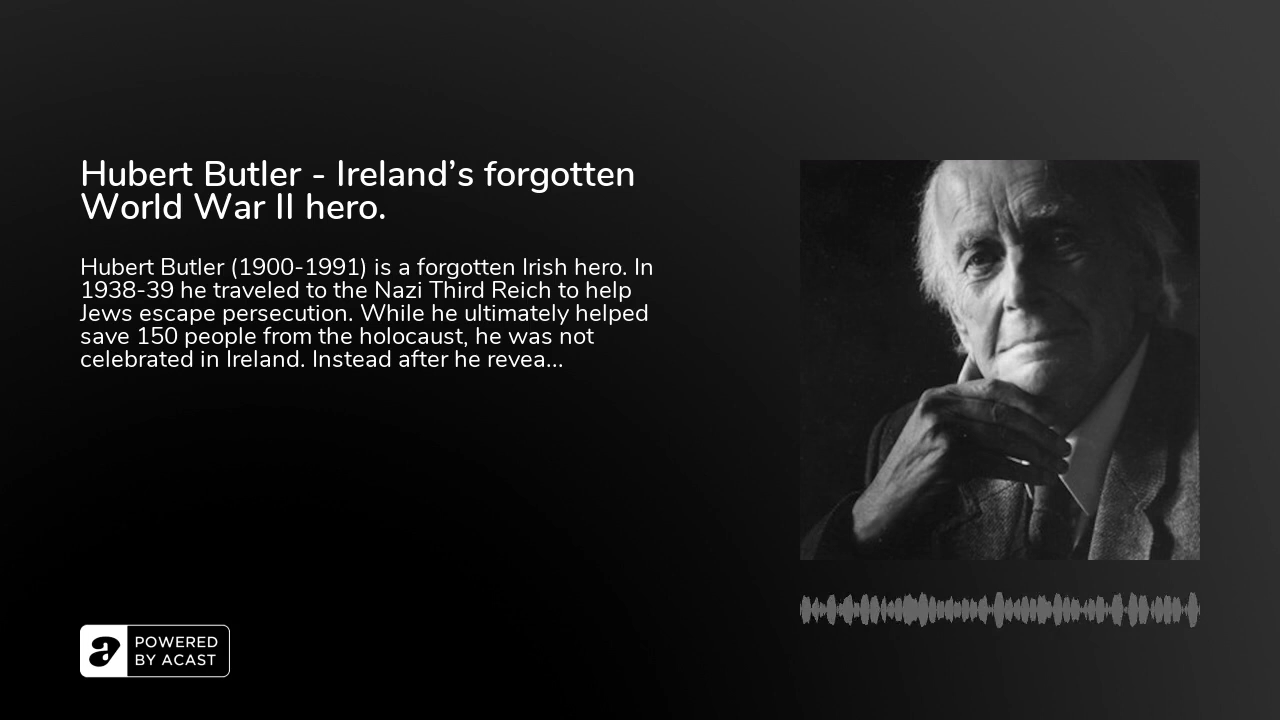 Hubert Butler - Ireland’s forgotten
World War II hero.
Hubert Butler (1900-1991) is a forgotten Irish hero. In
1938-39 he traveled to the Nazi Third Reich to help
Jews escape persecution. While he ultimately helped
save 150 people from the holocaust, he was not
celebrated in Ireland. Instead after he revea...
POWERED
BY ACAST